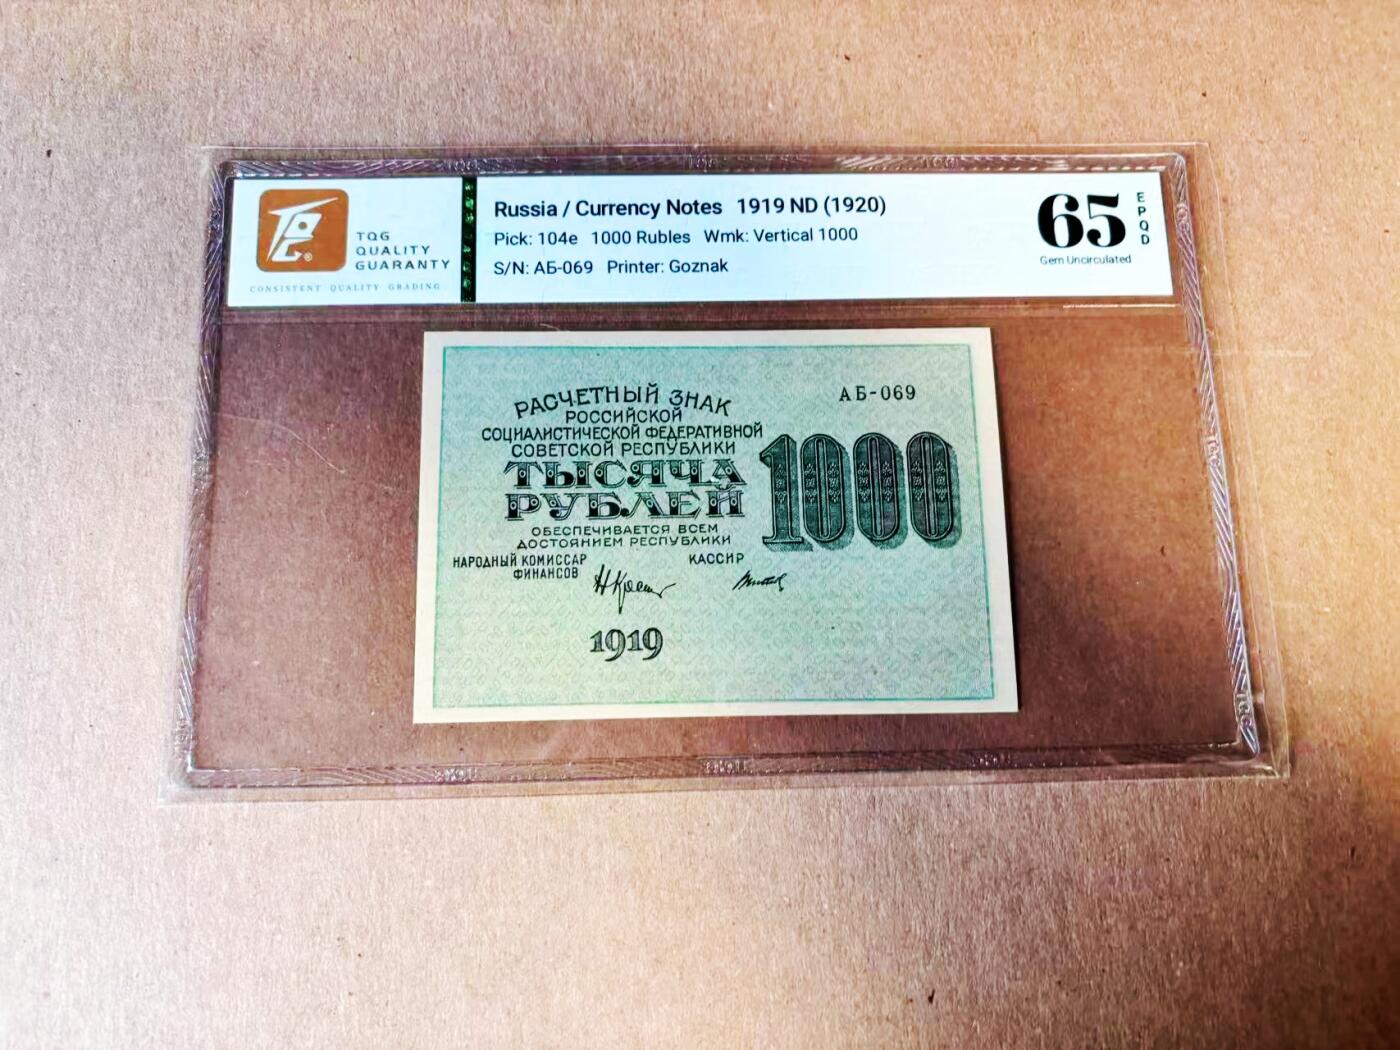 TQG
QUALITY
GUARANTY
CONSISTENT QUALITY GRADING
Russia / Currency Notes 1919 ND (1920)
Pick: 104e 1000 Rubles Wmk: Vertical 1000
S/N: АБ-069 Printer: Goznak
65
EPQD
Gem Uncirculated
РАСЧЕТНЫЙ ЗНАК
РОССИЙСКОЙ
СОЦИАЛИСТИЧЕСКОЙ ФЕДЕРАТИВНОЙ
СОВЕТСКОЙ РЕСПУБЛИКИ
ТЫСЯЧА
РУБЛЕЙ
ОБЕСПЕЧИВАЕТСЯ ВСЕМ
ДОСТОЯНИЕМ РЕСПУБЛИКИ
НАРОДНЫЙ КОМИССАР
ФИНАНСОВ
КАССИР
1919
АБ-069
1000